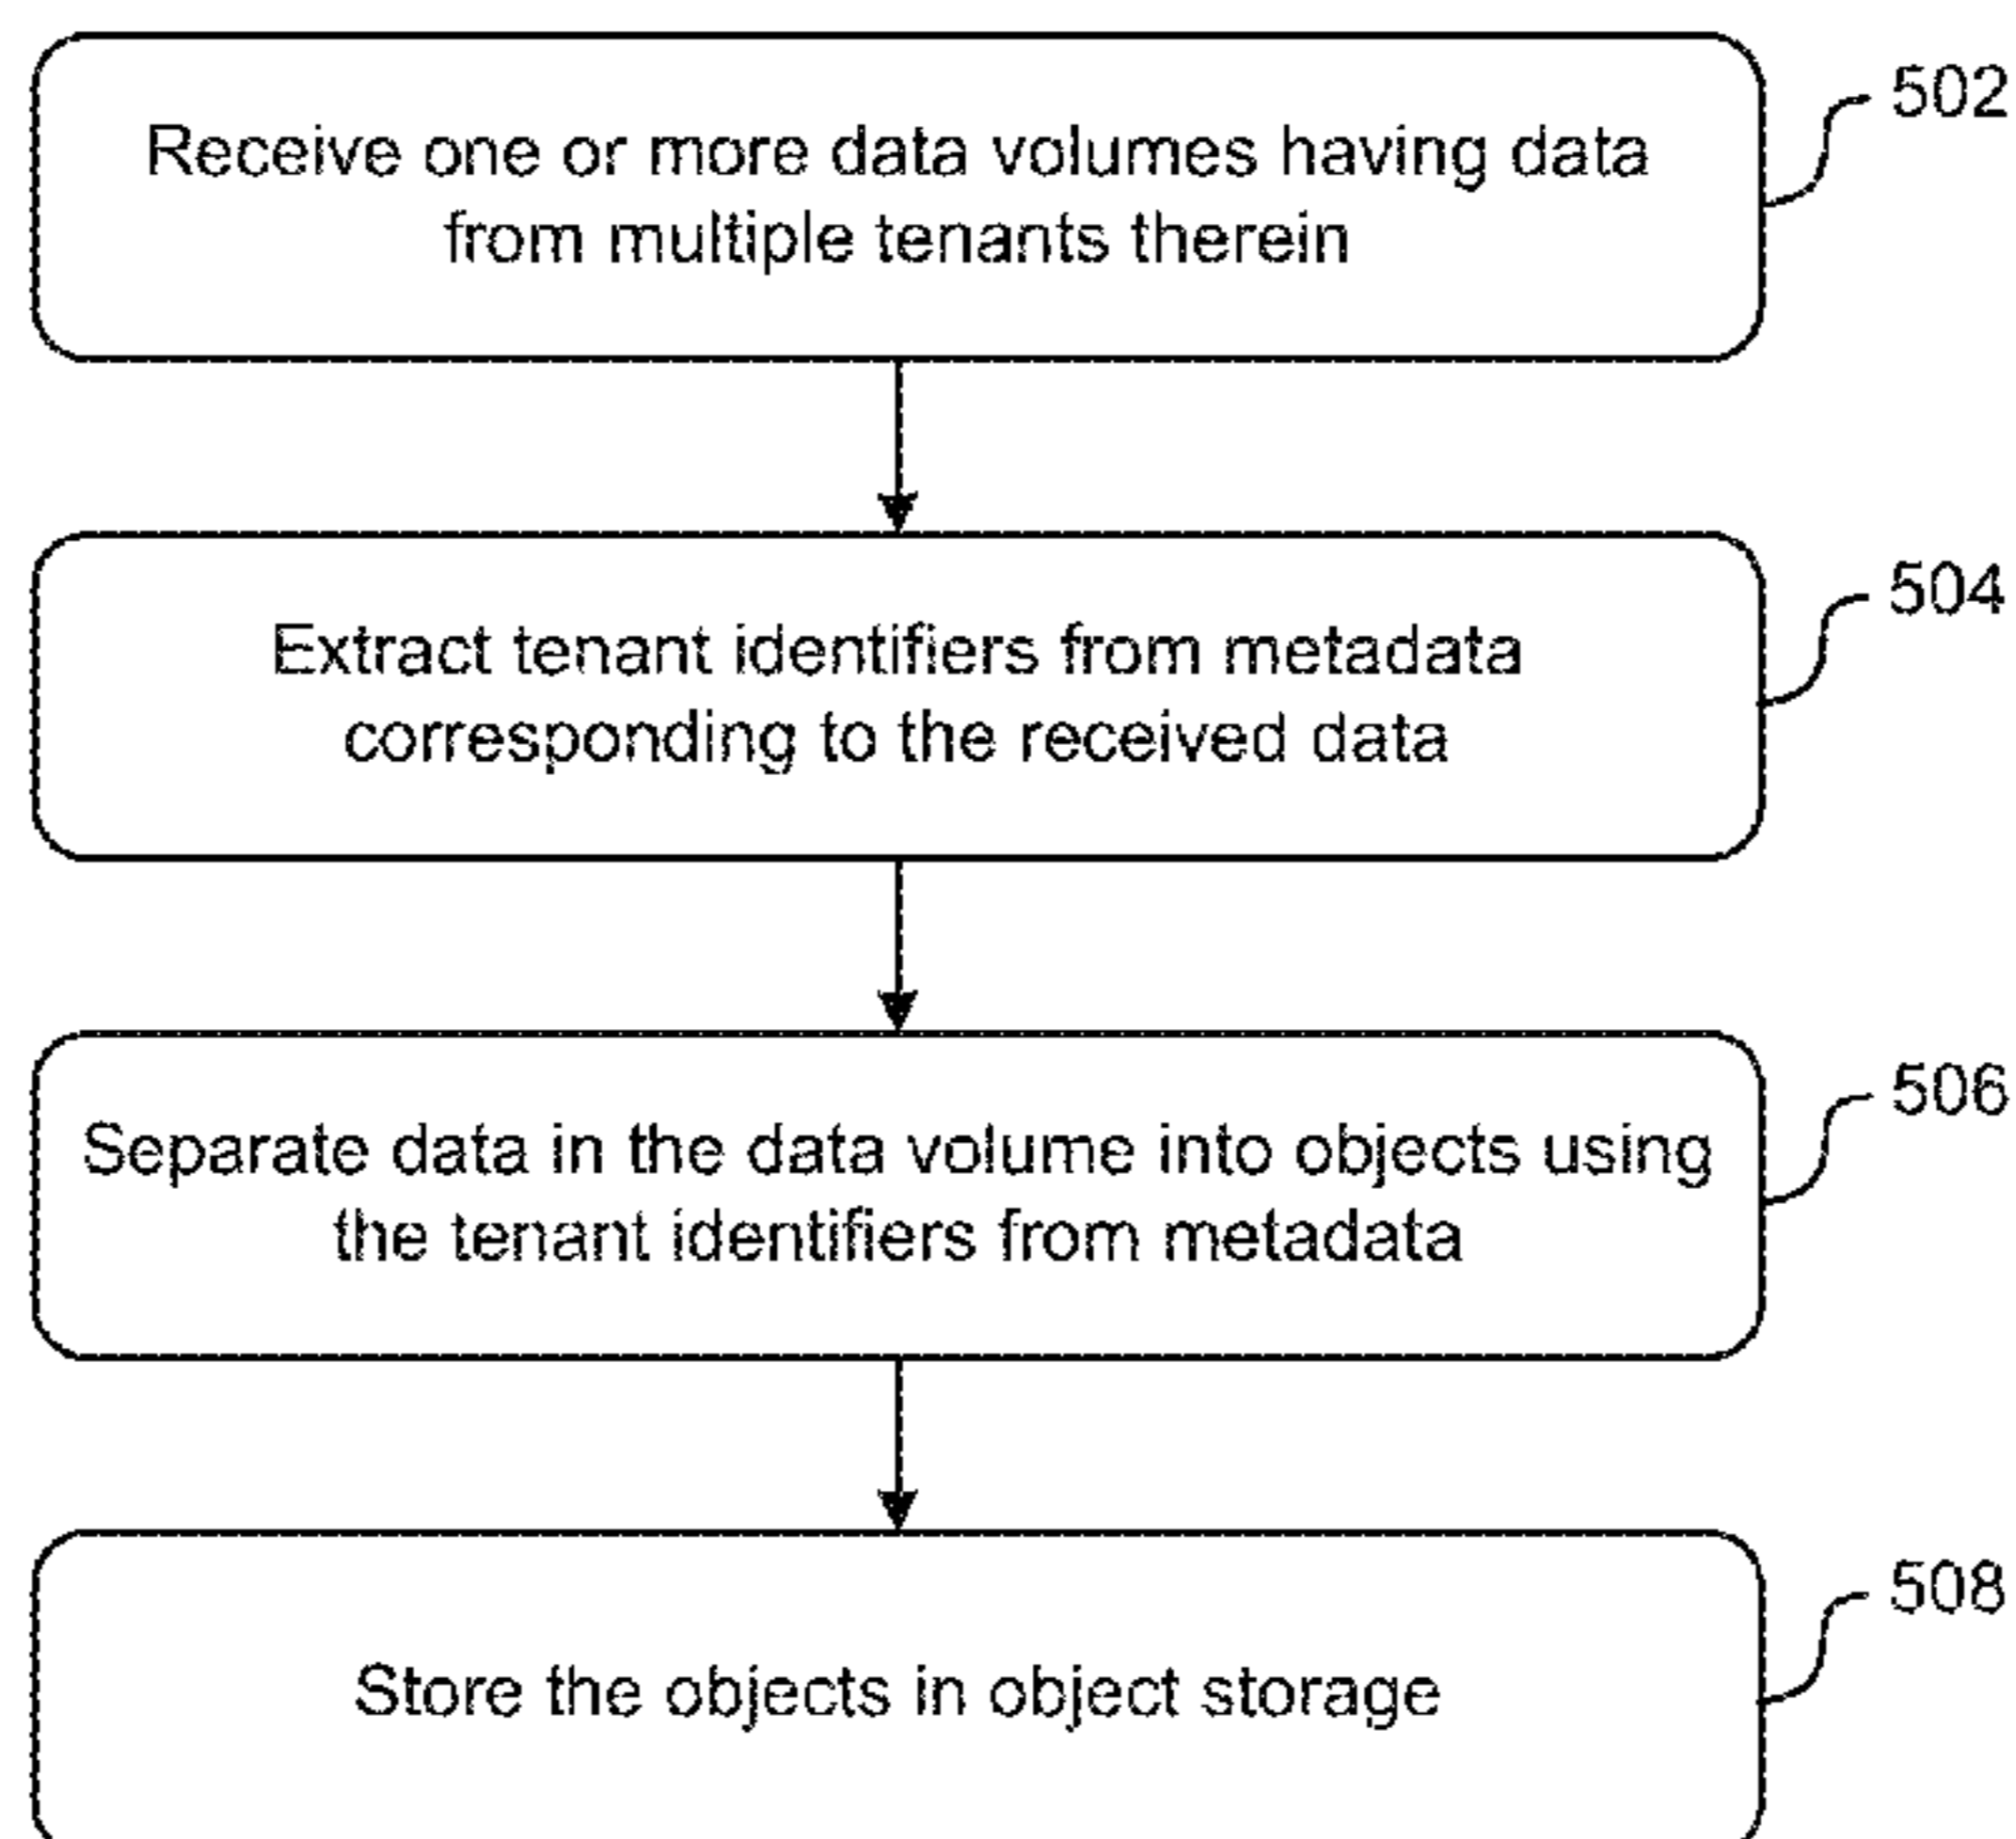 Receive one or more data volumes having data
from multiple tenants therein
502
Extract tenant identifiers from metadata
corresponding to the received data
504
Separate data in the data volume into objects using
the tenant identifiers from metadata
506
Store the objects in object storage
508